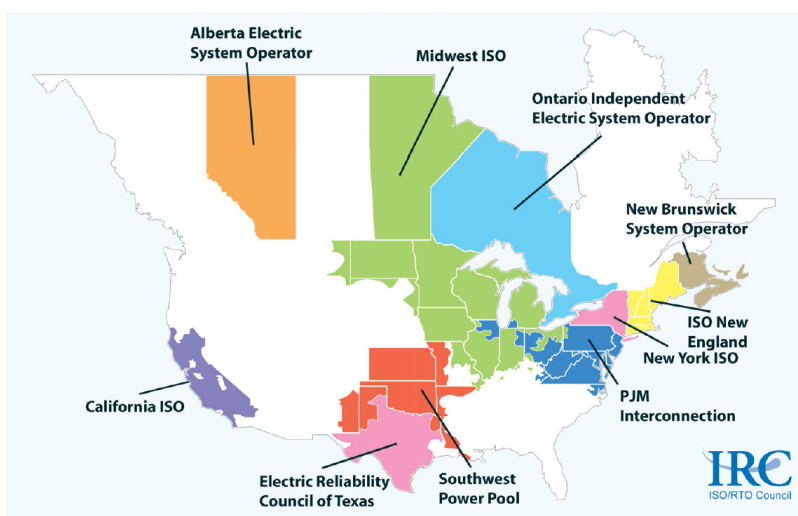 Alberta Electric
System Operator
Midwest ISO
Ontario Independent
Electric System Operator
New Brunswick
System Operator
ISO New
England
New York ISO
PJM
Interconnection
California ISO
Electric Reliability
Council of Texas
Southwest
Power Pool
IRC
ISO/RTO Council